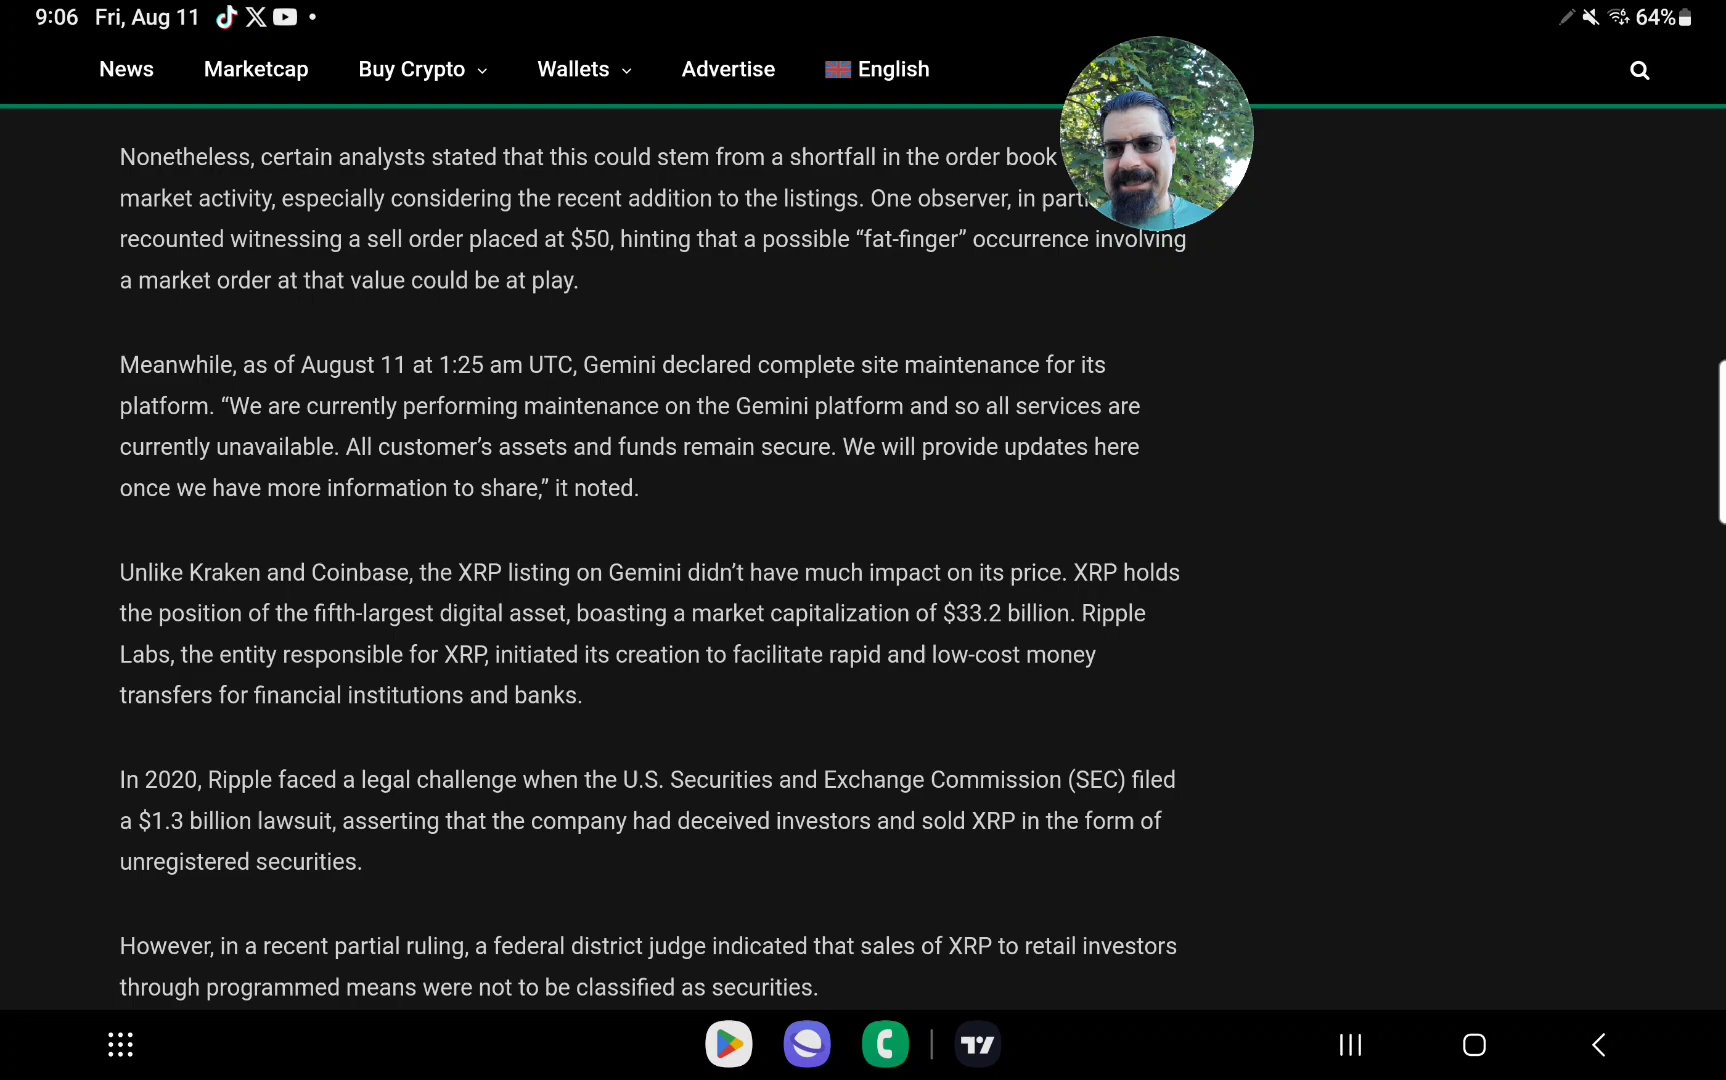 9:06 Fri, Aug 11
64%
News Marketcap Buy Crypto Wallets Advertise English
Nonetheless, certain analysts stated that this could stem from a shortfall in the order book
market activity, especially considering the recent addition to the listings. One observer, in
recounted witnessing a sell order placed at $50, hinting that a possible “fat-finger” occurrence involving
a market order at that value could be at play.
Meanwhile, as of August 11 at 1:25 am UTC, Gemini declared complete site maintenance for its
platform. “We are currently performing maintenance on the Gemini platform and so all services are
currently unavailable. All customer’s assets and funds remain secure. We will provide updates here
once we have more information to share,” it noted.
Unlike Kraken and Coinbase, the XRP listing on Gemini didn’t have much impact on its price. XRP holds
the position of the fifth-largest digital asset, boasting a market capitalization of $33.2 billion. Ripple
Labs, the entity responsible for XRP, initiated its creation to facilitate rapid and low-cost money
transfers for financial institutions and banks.
In 2020, Ripple faced a legal challenge when the U.S. Securities and Exchange Commission (SEC) filed
a $1.3 billion lawsuit, asserting that the company had deceived investors and sold XRP in the form of
unregistered securities.
However, in a recent partial ruling, a federal district judge indicated that sales of XRP to retail investors
through programmed means were not to be classified as securities.